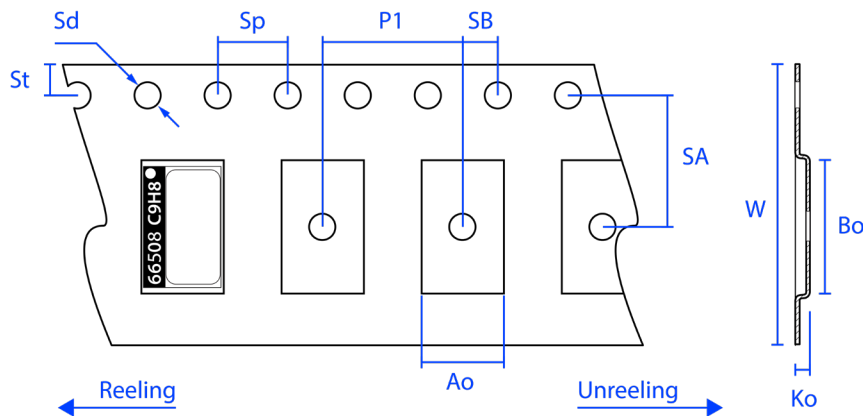 Sd
Sp
P1
SB
St
SA
66508 C9H8
W
Bo
Ao
Ko
Reeling
Unreeling